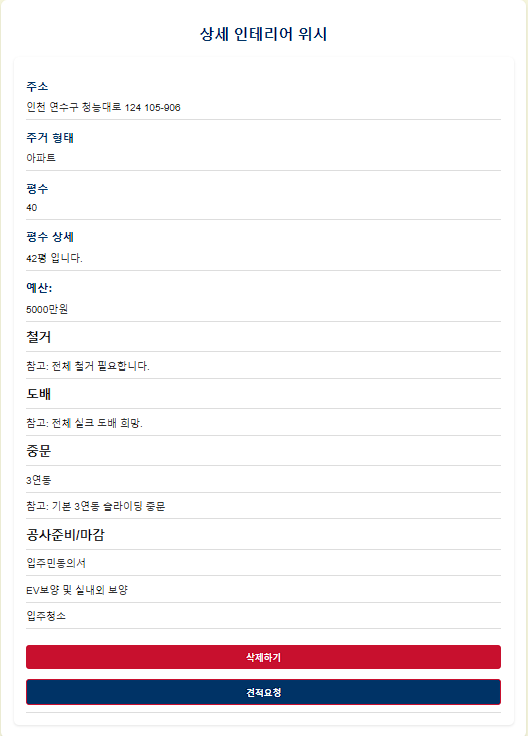 상세 인테리어 위시
주소
인천 연수구 청능대로 124 105-906
주거 형태
아파트
평수
40
평수 상세
42평 입니다.
예산:
5000만원
철거
참고: 전체 철거 필요합니다.
도배
참고: 전체 실크 도배 희망.
중문
3연동
참고: 기본 3연동 슬라이딩 중문
공사준비/마감
입주민동의서
EV보양 및 실내외 보양
입주청소
삭제하기
견적요청